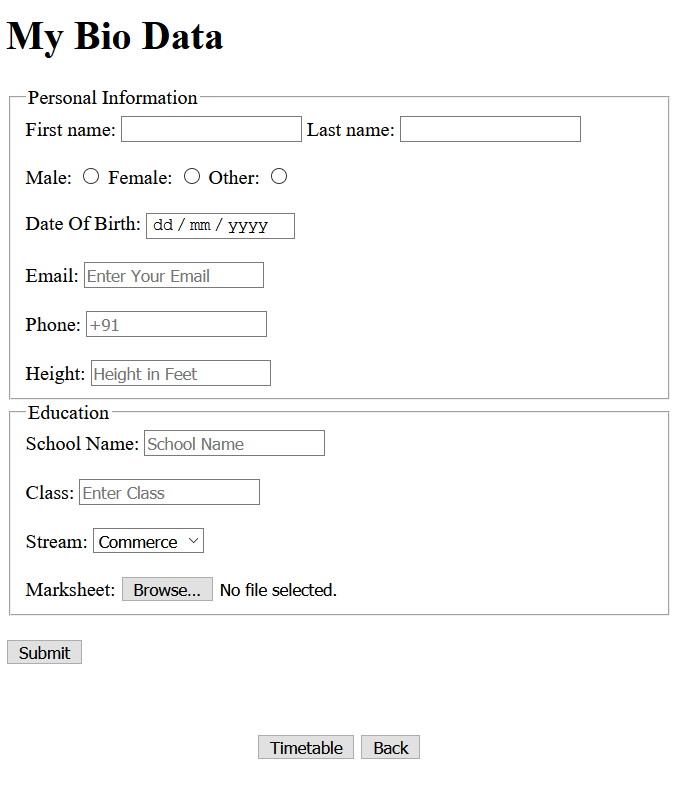 My Bio Data
Personal Information
First name: Last name:
Male: Female: Other:
Date Of Birth: dd / mm / yyyy
Email: Enter Your Email
Phone: +91
Height: Height in Feet
Education
School Name: School Name
Class: Enter Class
Stream: Commerce
Marksheet: Browse... No file selected.
Submit
Timetable Back